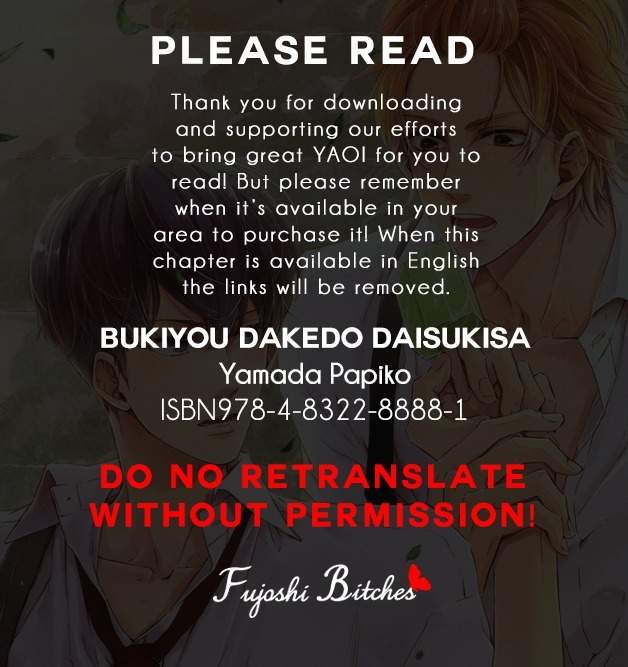 PLEASE READ
Thank you for downloading
and supporting our efforts
to bring great YAOI for you to
read! But please remember
when it's available in your
area to purchase it! When this
chapter is available in English
the links will be removed.
BUKIYOU DAKEDO DAISUKISA
Yamada Papiko
ISBN978-4-8322-8888-1
DO NO RETRANSLATE
WITHOUT PERMISSION!
Fujoshi Bitches